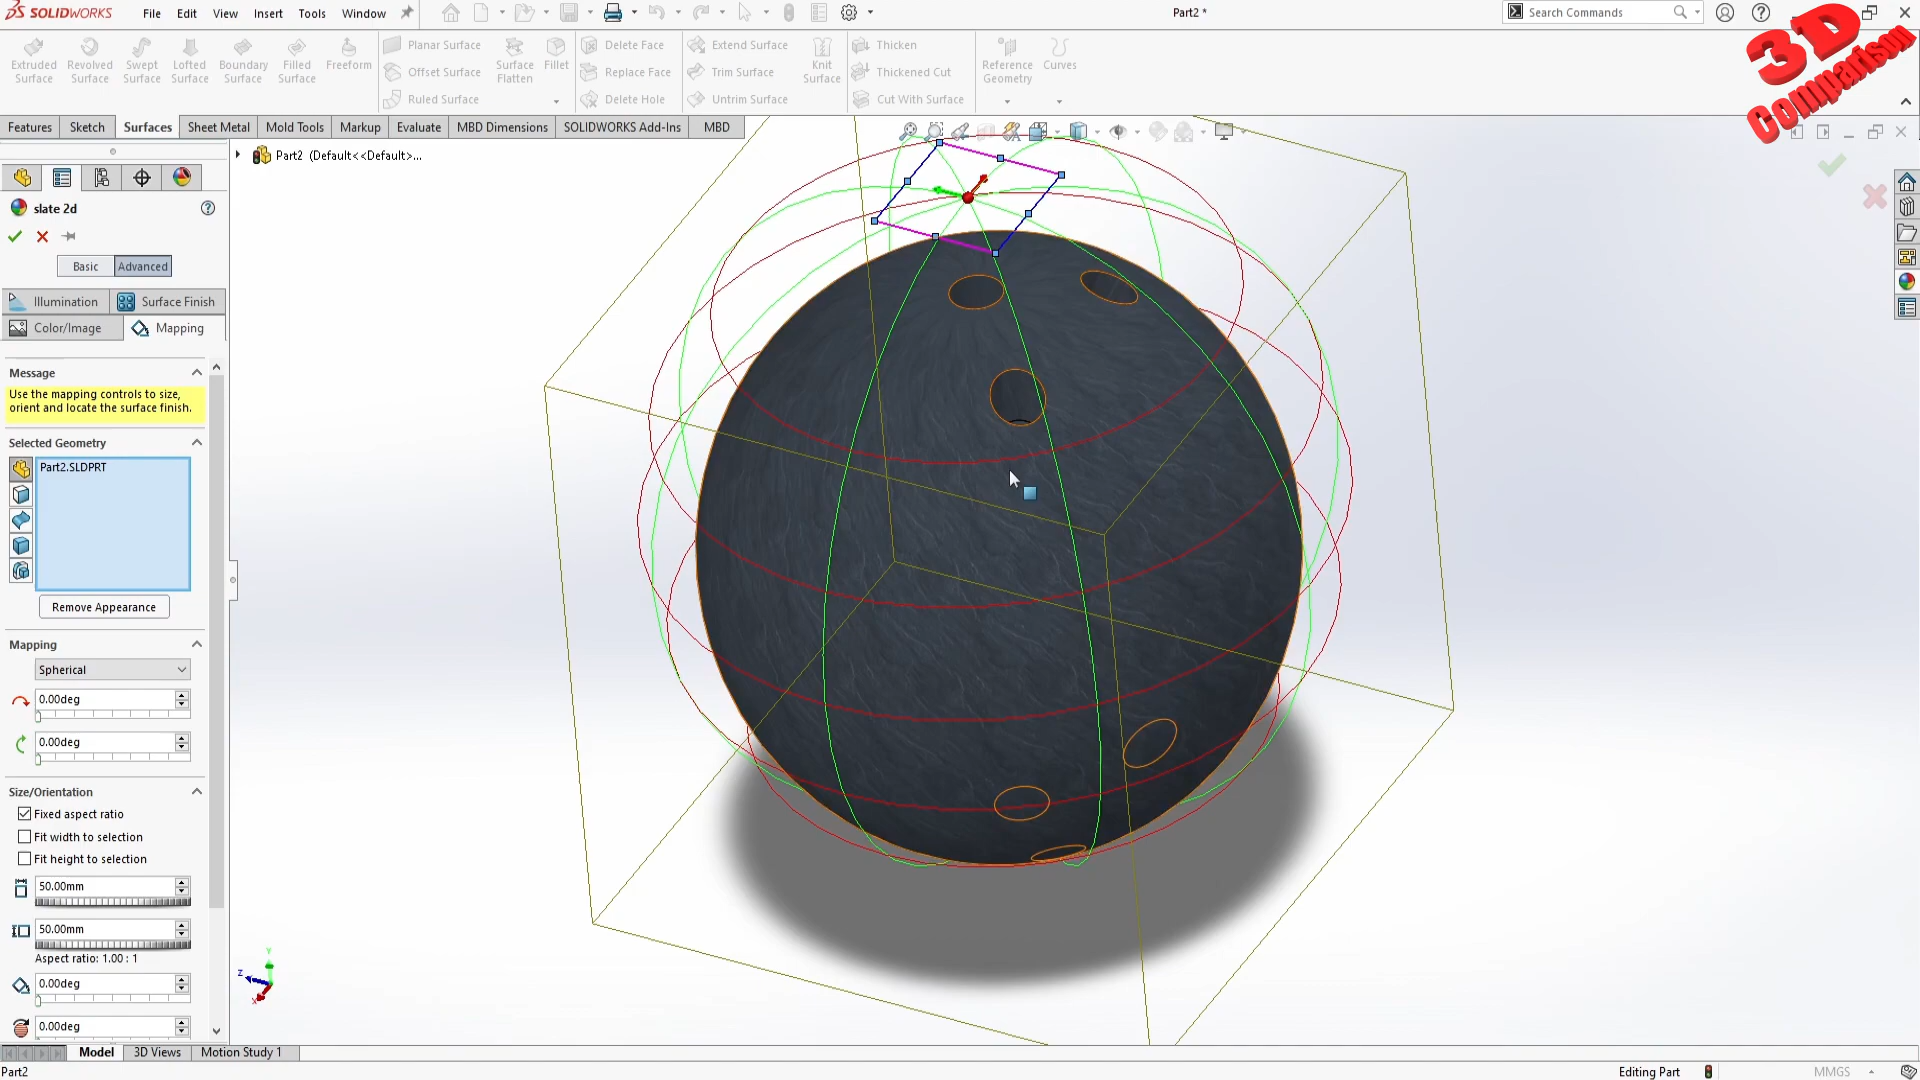 SOLIDWORKS File Edit View Insert Tools Window Part2 * Search Commands
3D Comparison
Extruded Surface Revolved Surface Swept Surface Lofted Surface Boundary Surface Filled Surface Freeform
Planar Surface
Offset Surface
Ruled Surface
Surface Flatten Fillet
Delete Face
Replace Face
Delete Hole
Extend Surface
Trim Surface
Untrim Surface
Knit Surface
Thicken
Thickened Cut
Cut With Surface
Reference Geometry Curves
Features Sketch Surfaces Sheet Metal Mold Tools Markup Evaluate MBD Dimensions SOLIDWORKS Add-Ins MBD
Part2 (Default<<Default>...
slate 2d
Basic Advanced
Illumination Surface Finish
Color/Image Mapping
Message
Use the mapping controls to size,
orient and locate the surface finish.
Selected Geometry
Part2.SLDPRT
Remove Appearance
Mapping
Spherical
0.00deg
0.00deg
Size/Orientation
Fixed aspect ratio
Fit width to selection
Fit height to selection
50.00mm
50.00mm
Aspect ratio: 1.00 : 1
0.00deg
0.00deg
Y
Z
X
Model 3D Views Motion Study 1
Part2 Editing Part MMGS